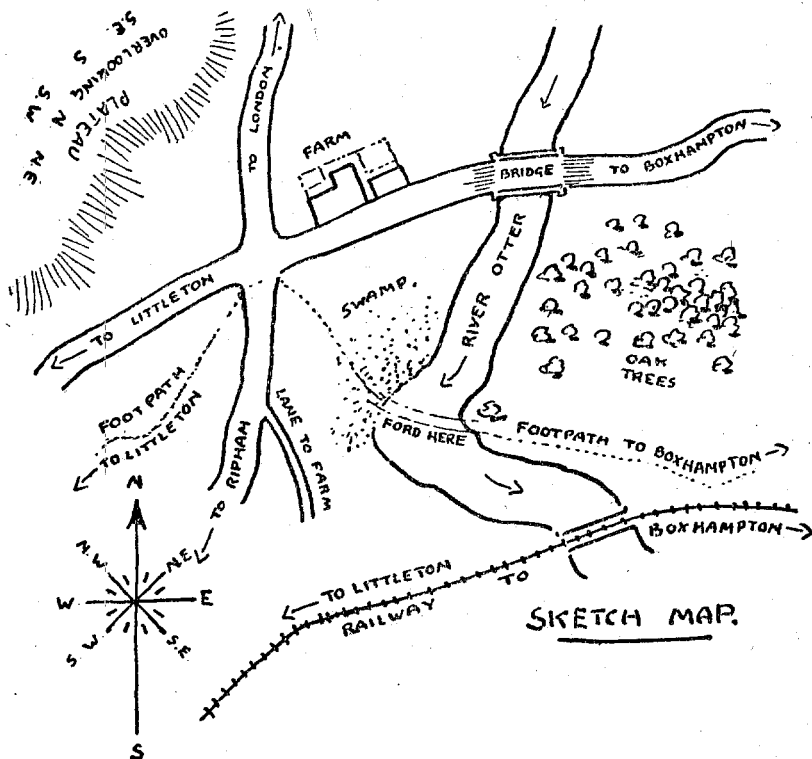 PLATEAU
OVERLOOKING
S.E.
S
S.W
N
N.E
TO LONDON
FARM
BRIDGE
TO BOXHAMPTON
TO LITTLETON
SWAMP.
RIVER OTTER
OAK
TREES
FOOTPATH
TO LITTLETON
LANE TO FARM
TO RIPHAM
FORD HERE
FOOTPATH TO BOXHAMPTON
BOXHAMPTON
TO
TO LITTLETON
RAILWAY
SKETCH MAP.
N
N.W
N.E
W
E
S.W
S.E
S